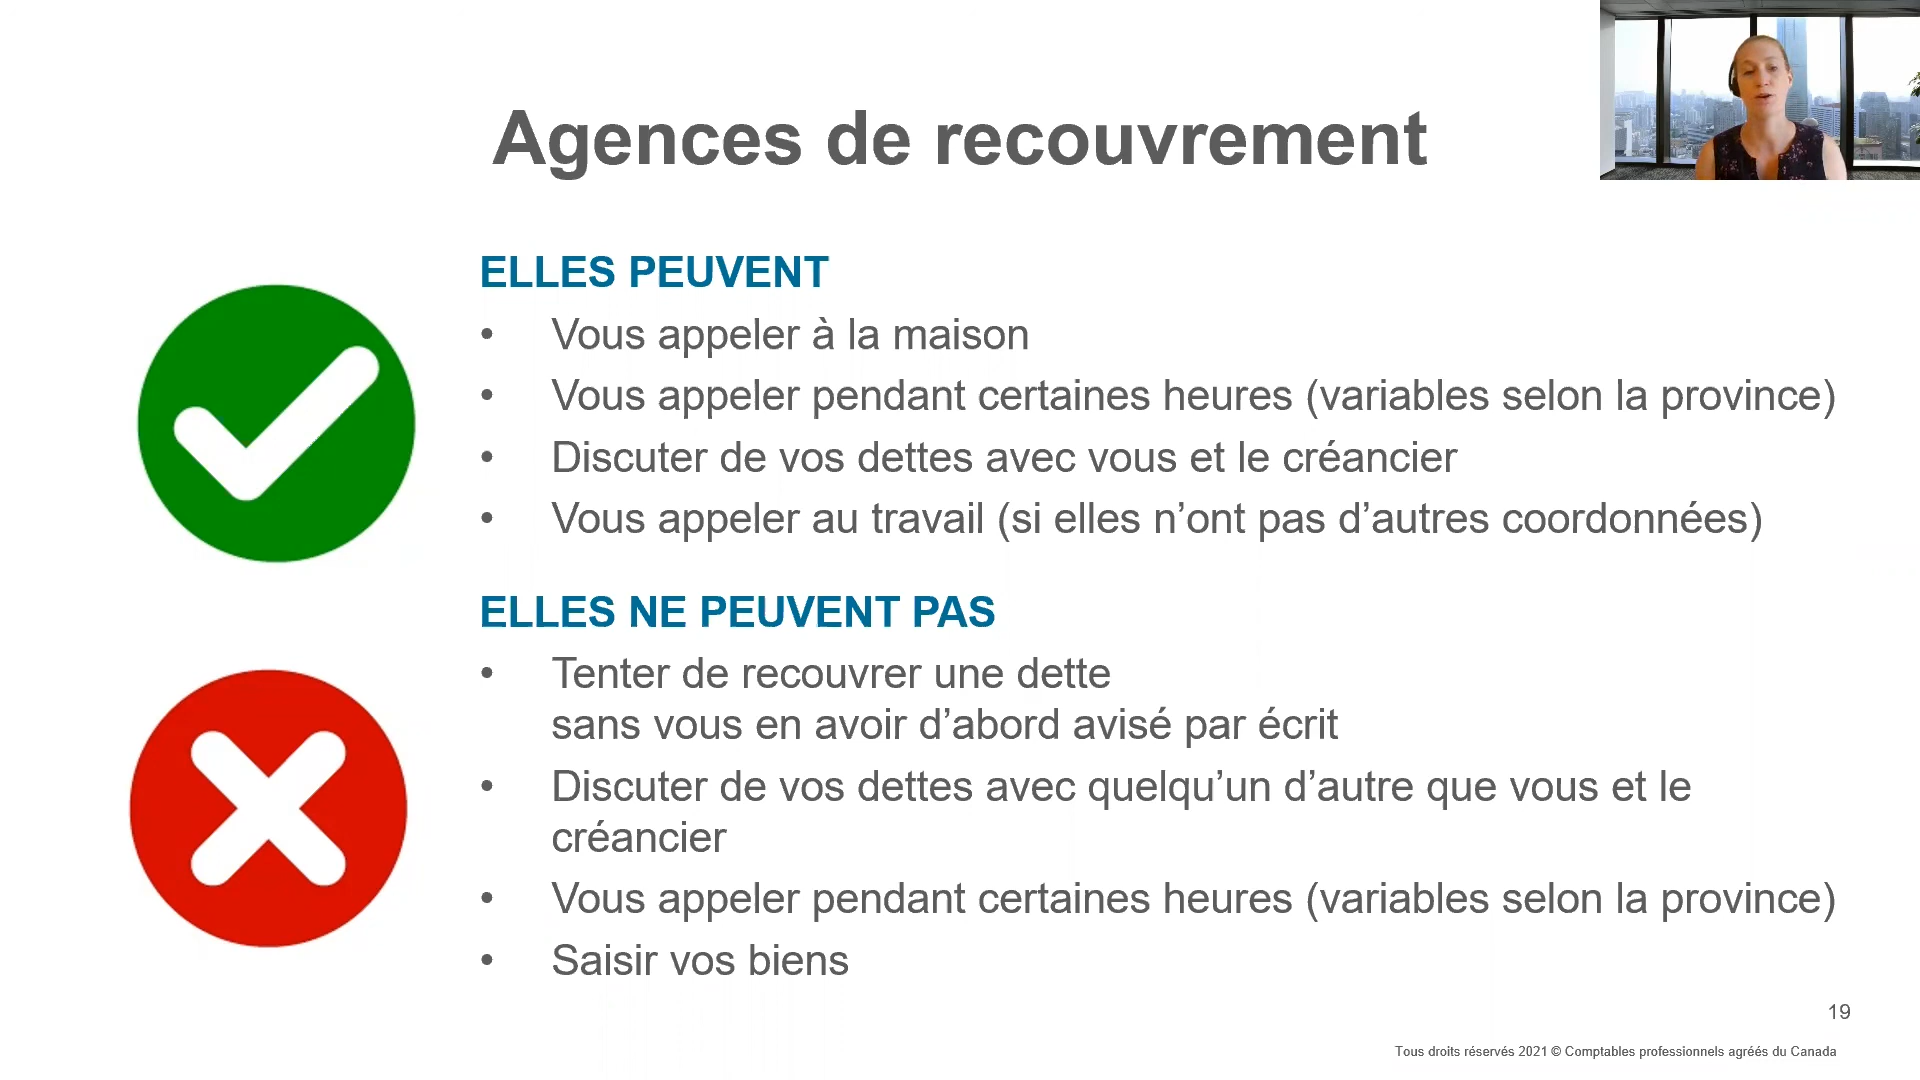 Agences de recouvrement
ELLES PEUVENT
• Vous appeler à la maison
• Vous appeler pendant certaines heures (variables selon la province)
• Discuter de vos dettes avec vous et le créancier
• Vous appeler au travail (si elles n’ont pas d’autres coordonnées)
ELLES NE PEUVENT PAS
• Tenter de recouvrer une dette
sans vous en avoir d’abord avisé par écrit
• Discuter de vos dettes avec quelqu’un d’autre que vous et le
créancier
• Vous appeler pendant certaines heures (variables selon la province)
• Saisir vos biens
19
Tous droits réservés 2021 © Comptables professionnels agréés du Canada